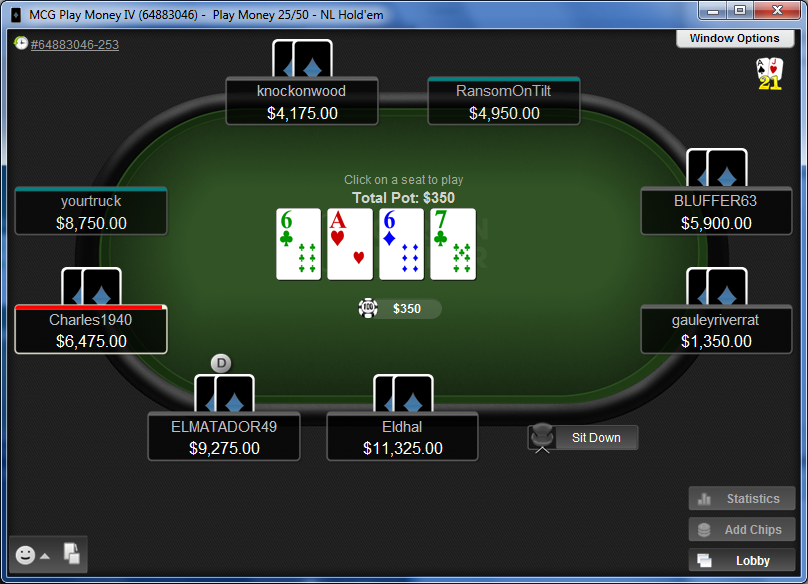 MCG Play Money IV (64883046) - Play Money 25/50 - NL Hold'em
#64883046-253
Window Options
A J
21
knockonwood
$4,175.00
RansomOnTilt
$4,950.00
yourtruck
$8,750.00
BLUFFER63
$5,900.00
Click on a seat to play
Total Pot: $350
6 A 6 7
100 $350
Charles1940
$6,475.00
gauleyriverrat
$1,350.00
D
ELMATADOR49
$9,275.00
Eldhal
$11,325.00
Sit Down
Statistics
Add Chips
Lobby